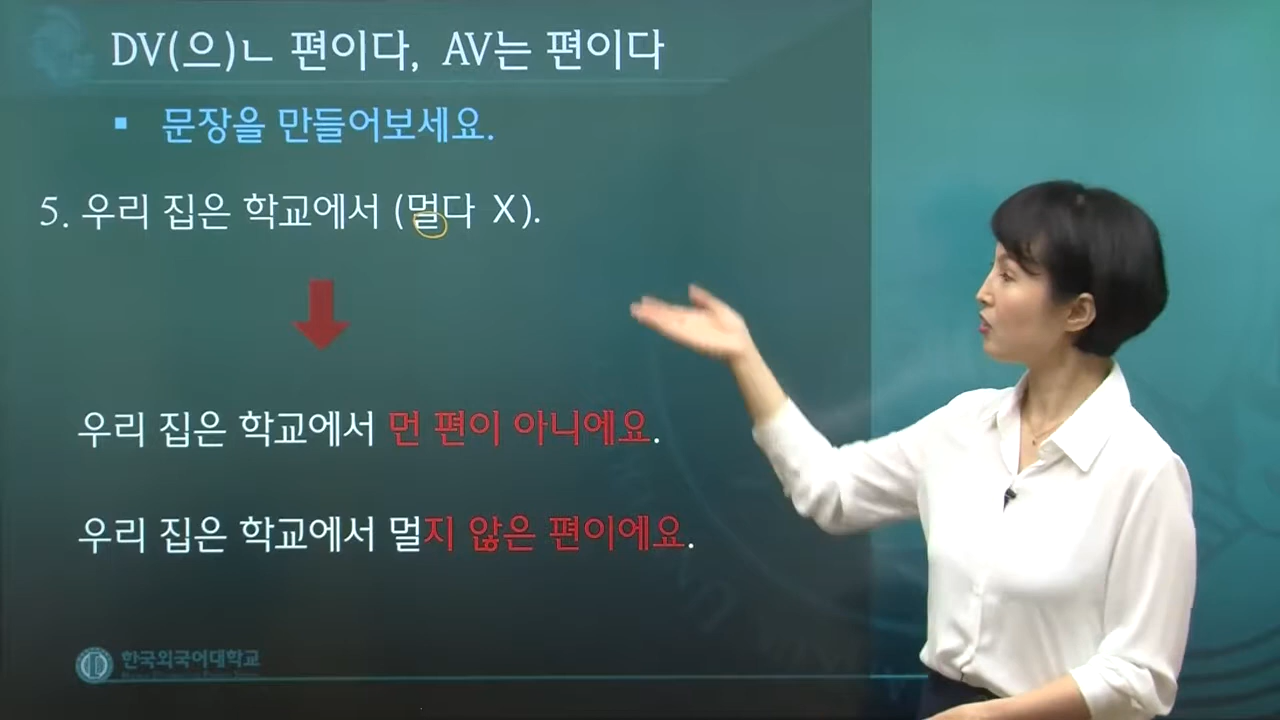 DV(으)ㄴ 편이다, AV는 편이다
▪ 문장을 만들어보세요.
5. 우리 집은 학교에서 (멀다 X).
우리 집은 학교에서 먼 편이 아니에요.
우리 집은 학교에서 멀지 않은 편이에요.
한국외국어대학교